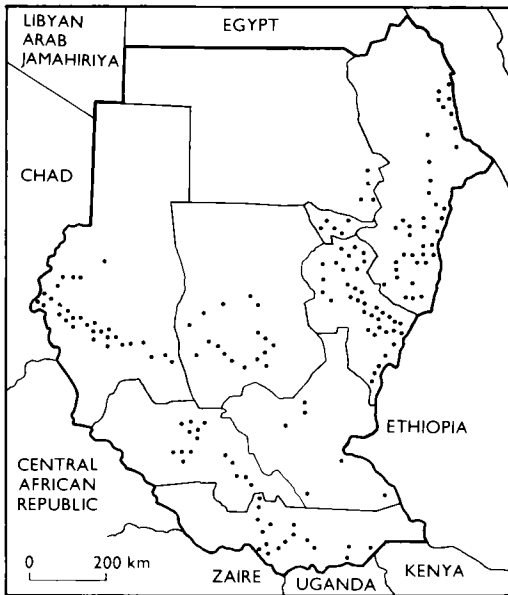 LIBYAN
ARAB
JAMAHIRIYA
EGYPT
CHAD
ETHIOPIA
CENTRAL
AFRICAN
REPUBLIC
0 200 km
ZAIRE
UGANDA
KENYA